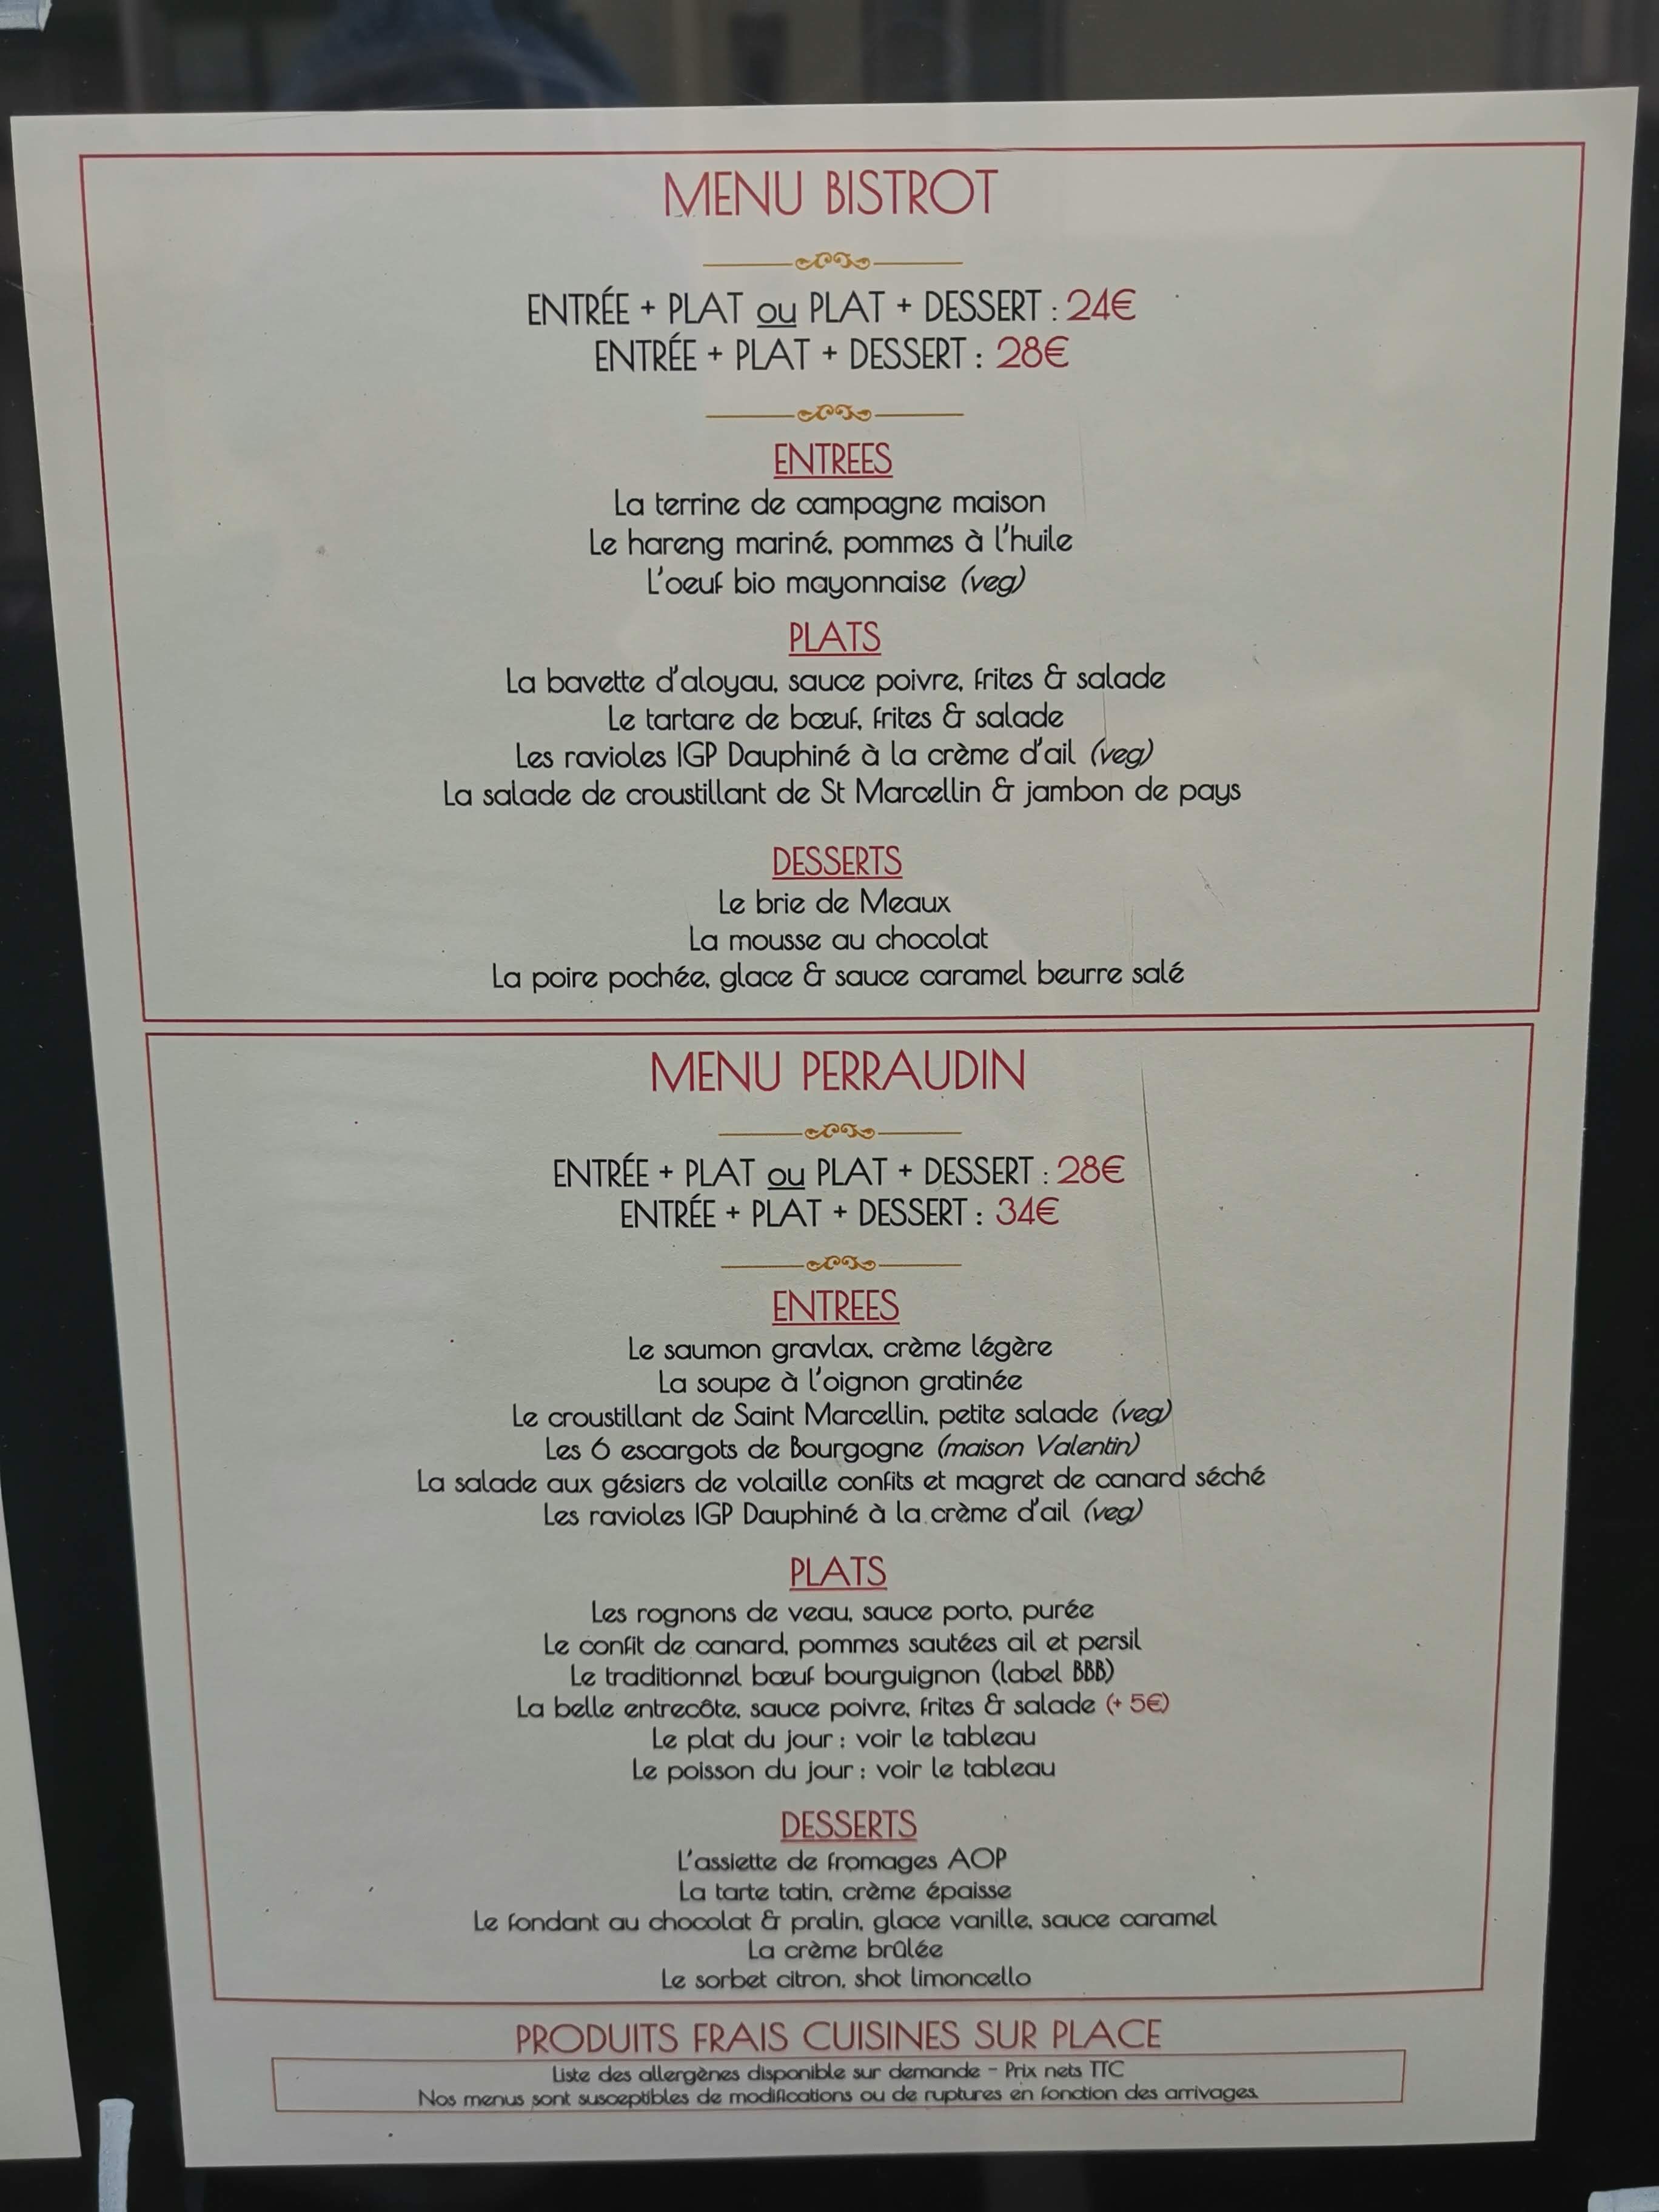 MENU BISTROT
ENTRÉE + PLAT ou PLAT + DESSERT : 24€
ENTRÉE + PLAT + DESSERT : 28€
ENTREES
La terrine de campagne maison
Le hareng mariné, pommes à l'huile
L'oeuf bio mayonnaise (veg)
PLATS
La bavette d'aloyau, sauce poivre, frites & salade
Le tartare de bœuf, frites & salade
Les ravioles IGP Dauphiné à la crème d'ail (veg)
La salade de croustillant de St Marcellin & jambon de pays
DESSERTS
Le brie de Meaux
La mousse au chocolat
La poire pochée, glace & sauce caramel beurre salé
MENU PERRAUDIN
ENTRÉE + PLAT ou PLAT + DESSERT : 28€
ENTRÉE + PLAT + DESSERT : 34€
ENTREES
Le saumon gravlax, crème légère
La soupe à l'oignon gratinée
Le croustillant de Saint Marcellin, petite salade (veg)
Les 6 escargots de Bourgogne (maison Valentin)
La salade aux gésiers de volaille confits et magret de canard séché
Les ravioles IGP Dauphiné à la crème d'ail (veg)
PLATS
Les rognons de veau, sauce porto, purée
Le confit de canard, pommes sautées ail et persil
Le traditionnel bœuf bourguignon (label BBB)
La belle entrecôte, sauce poivre, frites & salade (+ 5€)
Le plat du jour : voir le tableau
Le poisson du jour : voir le tableau
DESSERTS
L'assiette de fromages AOP
La tarte tatin, crème épaisse
Le fondant au chocolat & pralin, glace vanille, sauce caramel
La crème brûlée
Le sorbet citron, shot limoncello
PRODUITS FRAIS CUISINES SUR PLACE
Liste des allergènes disponible sur demande - Prix nets TTC
Nos menus sont susceptibles de modifications ou de ruptures en fonction des arrivages.